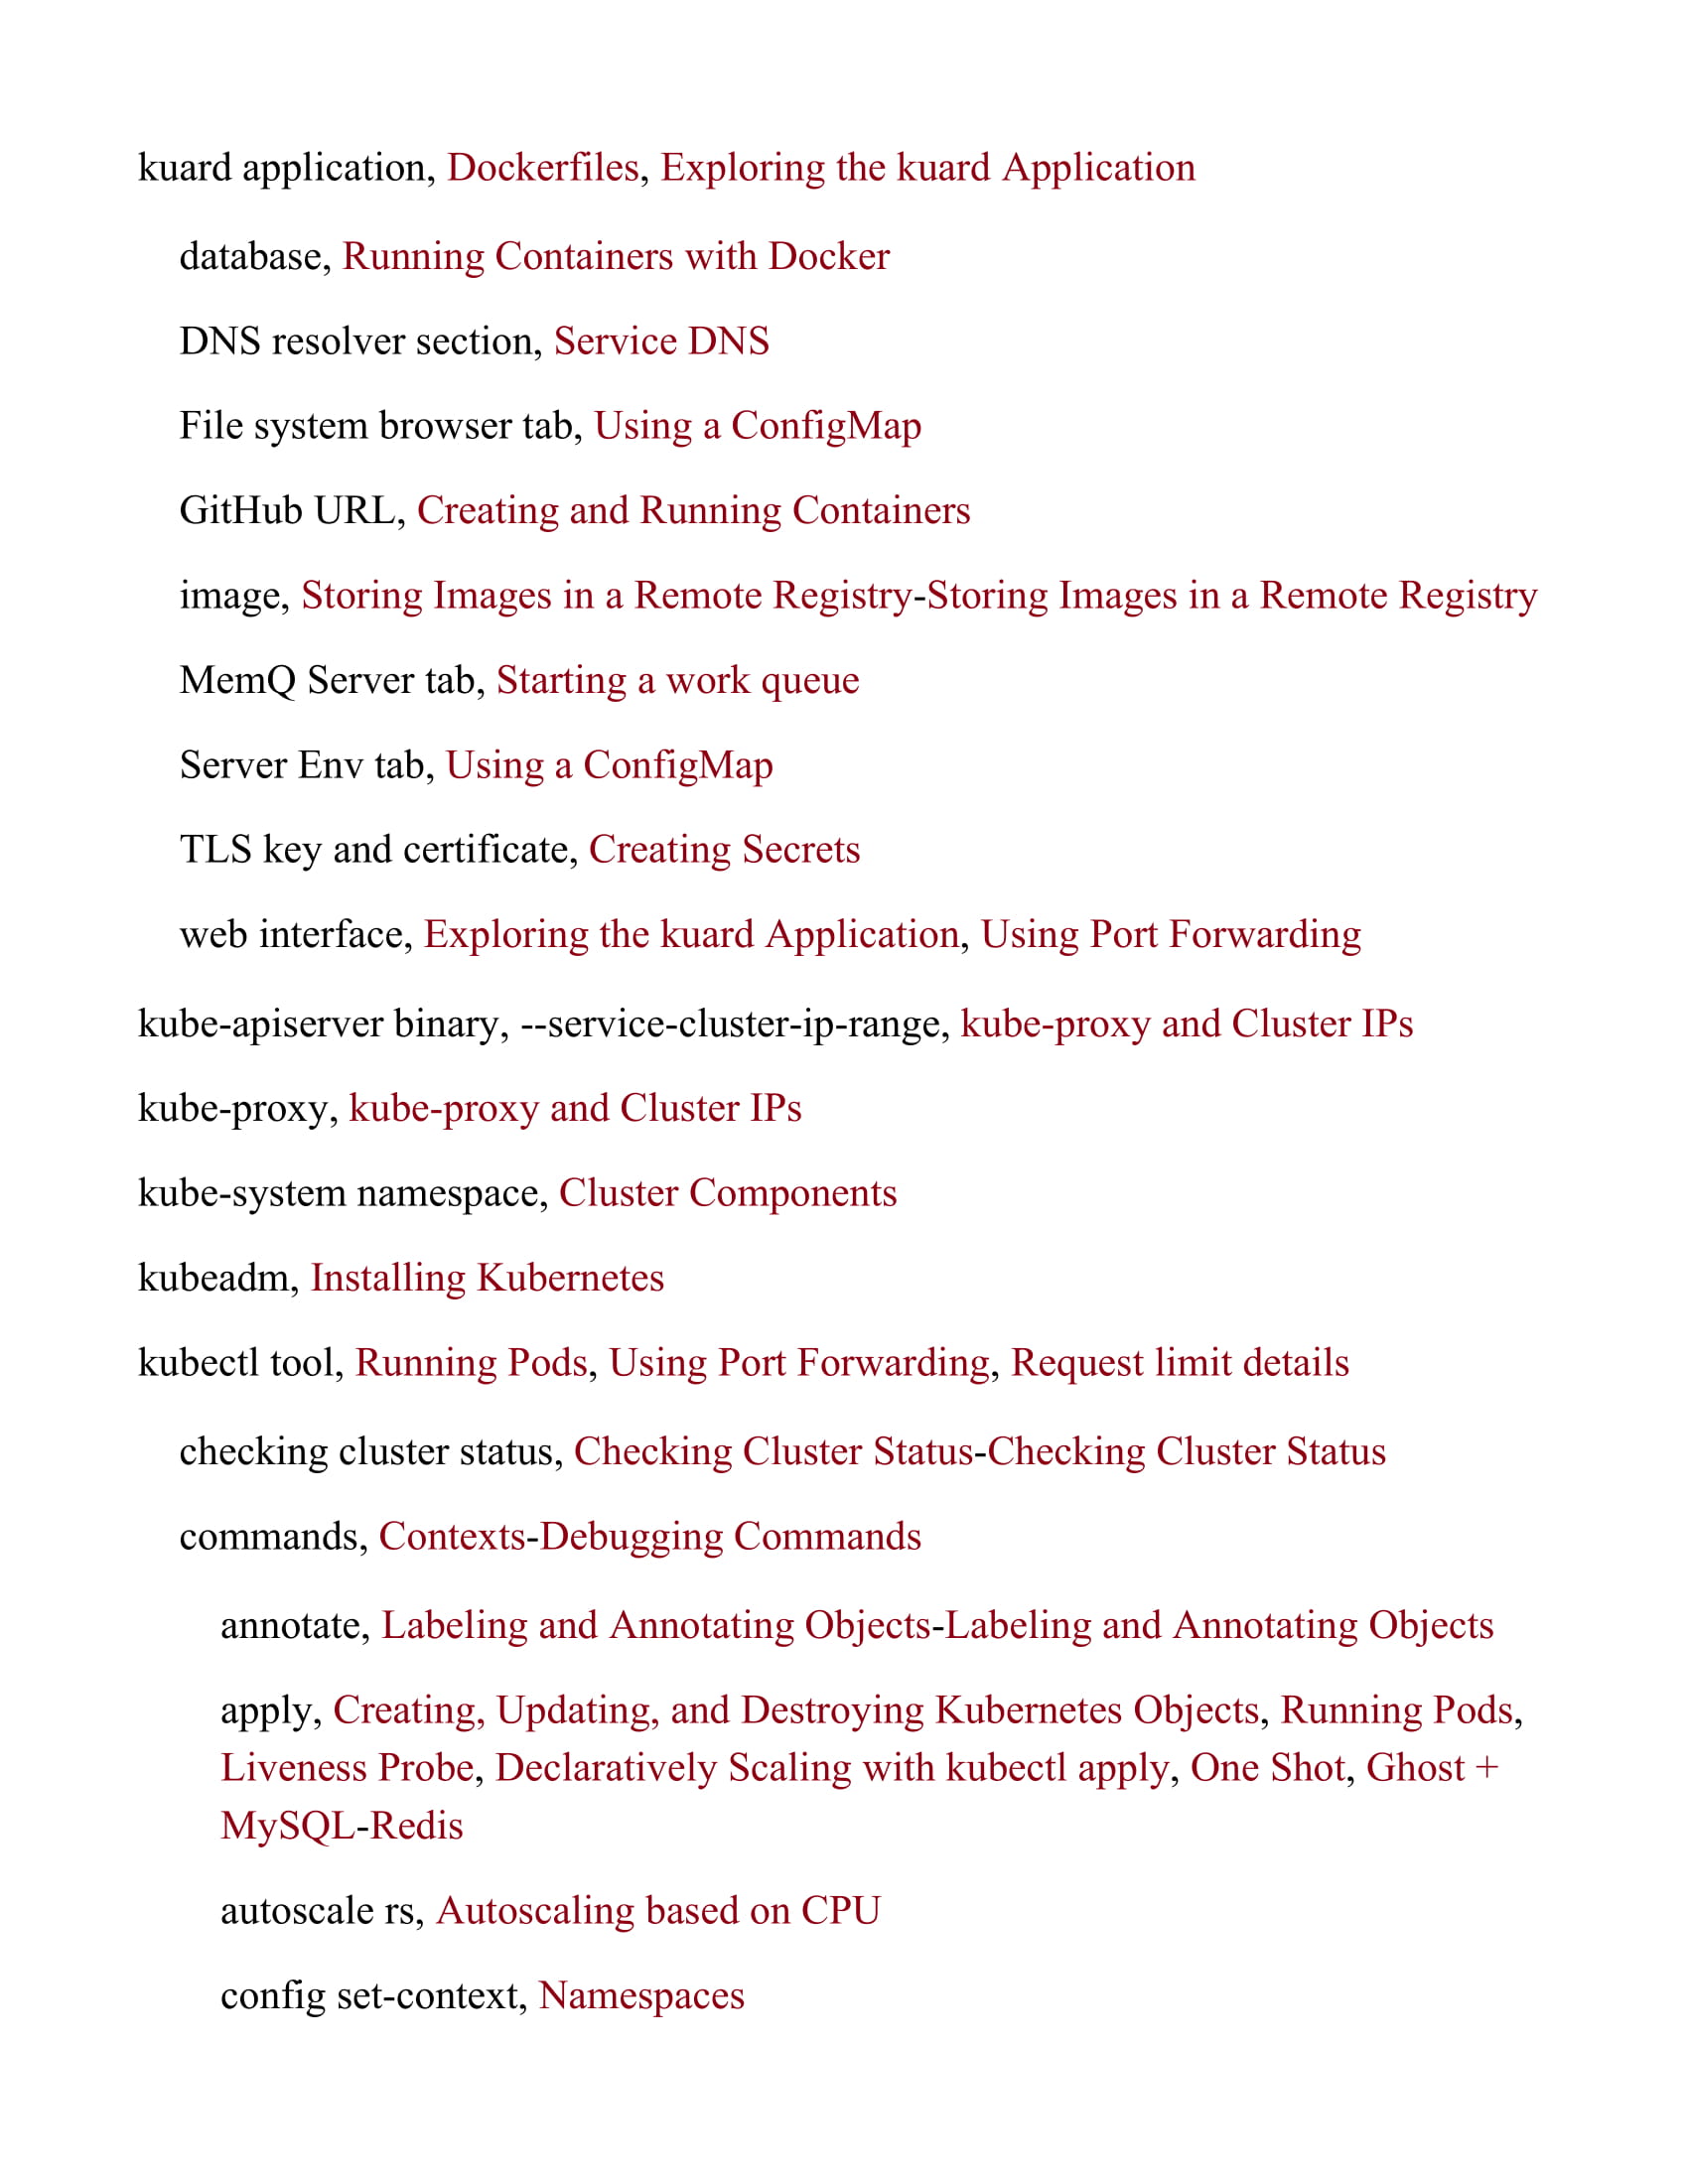 kuard application, Dockerfiles, Exploring the kuard Application
database, Running Containers with Docker
DNS resolver section, Service DNS
File system browser tab, Using a ConfigMap
GitHub URL, Creating and Running Containers
image, Storing Images in a Remote Registry-Storing Images in a Remote Registry
MemQ Server tab, Starting a work queue
Server Env tab, Using a ConfigMap
TLS key and certificate, Creating Secrets
web interface, Exploring the kuard Application, Using Port Forwarding
kube-apiserver binary, --service-cluster-ip-range, kube-proxy and Cluster IPs
kube-proxy, kube-proxy and Cluster IPs
kube-system namespace, Cluster Components
kubeadm, Installing Kubernetes
kubectl tool, Running Pods, Using Port Forwarding, Request limit details
checking cluster status, Checking Cluster Status-Checking Cluster Status
commands, Contexts-Debugging Commands
annotate, Labeling and Annotating Objects-Labeling and Annotating Objects
apply, Creating, Updating, and Destroying Kubernetes Objects, Running Pods,
Liveness Probe, Declaratively Scaling with kubectl apply, One Shot, Ghost +
MySQL-Redis
autoscale rs, Autoscaling based on CPU
config set-context, Namespaces